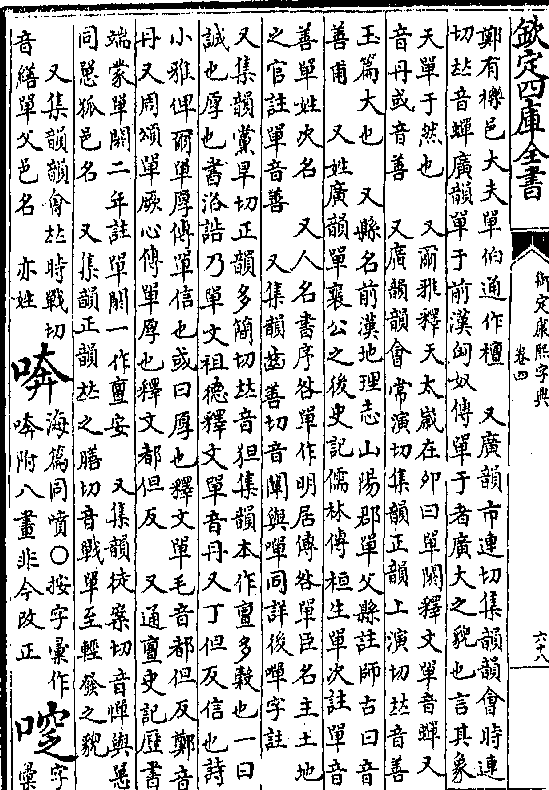 欽定四庫全書
御定康熙字典
卷四
六十八
鄭有櫟邑大夫單伯通作檀　又廣韻市連切集韻韻會時連
切𠀤音蟬廣韻單于前漢匈奴傳單于者廣大之貌也言其象
天單于然也　又爾雅釋天太歲在卯曰單閼釋文單音蟬又
音丹或音善　又廣韻韻會常演切集韻正韻上演切𠀤音善
玉篇大也　又縣名前漢地理志山陽郡單父縣註師古曰音
善甫　又姓廣韻單襄公之後史記儒林傳桓生單次註單音
善單姓次名　又人名書序咎單作明居傳咎單臣名主土地
之官註單音善　又集韻齒善切音闡與嘽同詳後嘽字註
又集韻黨旱切正韻多簡切𠀤音狚集韻本作亶多穀也一曰
誠也厚也書洛誥乃單文祖德釋文單音丹又丁但反信也詩
小雅俾爾單厚傳單信也或曰厚也釋文單毛音都但反鄭音
丹又周頌單厥心傳單厚也釋文都但反　又通亶史記歷書
端蒙單閼二年註單閼一作亶安　又集韻徒案切音憚與㥷
同㥷狐邑名　又集韻正韻𠀤之膳切音戰單至輕發之貌
又集韻韻會𠀤時戰切
音繕單父邑名　亦姓
㖹
海篇同噴○按字彙作
㖹附八畫非今改正
字
彙